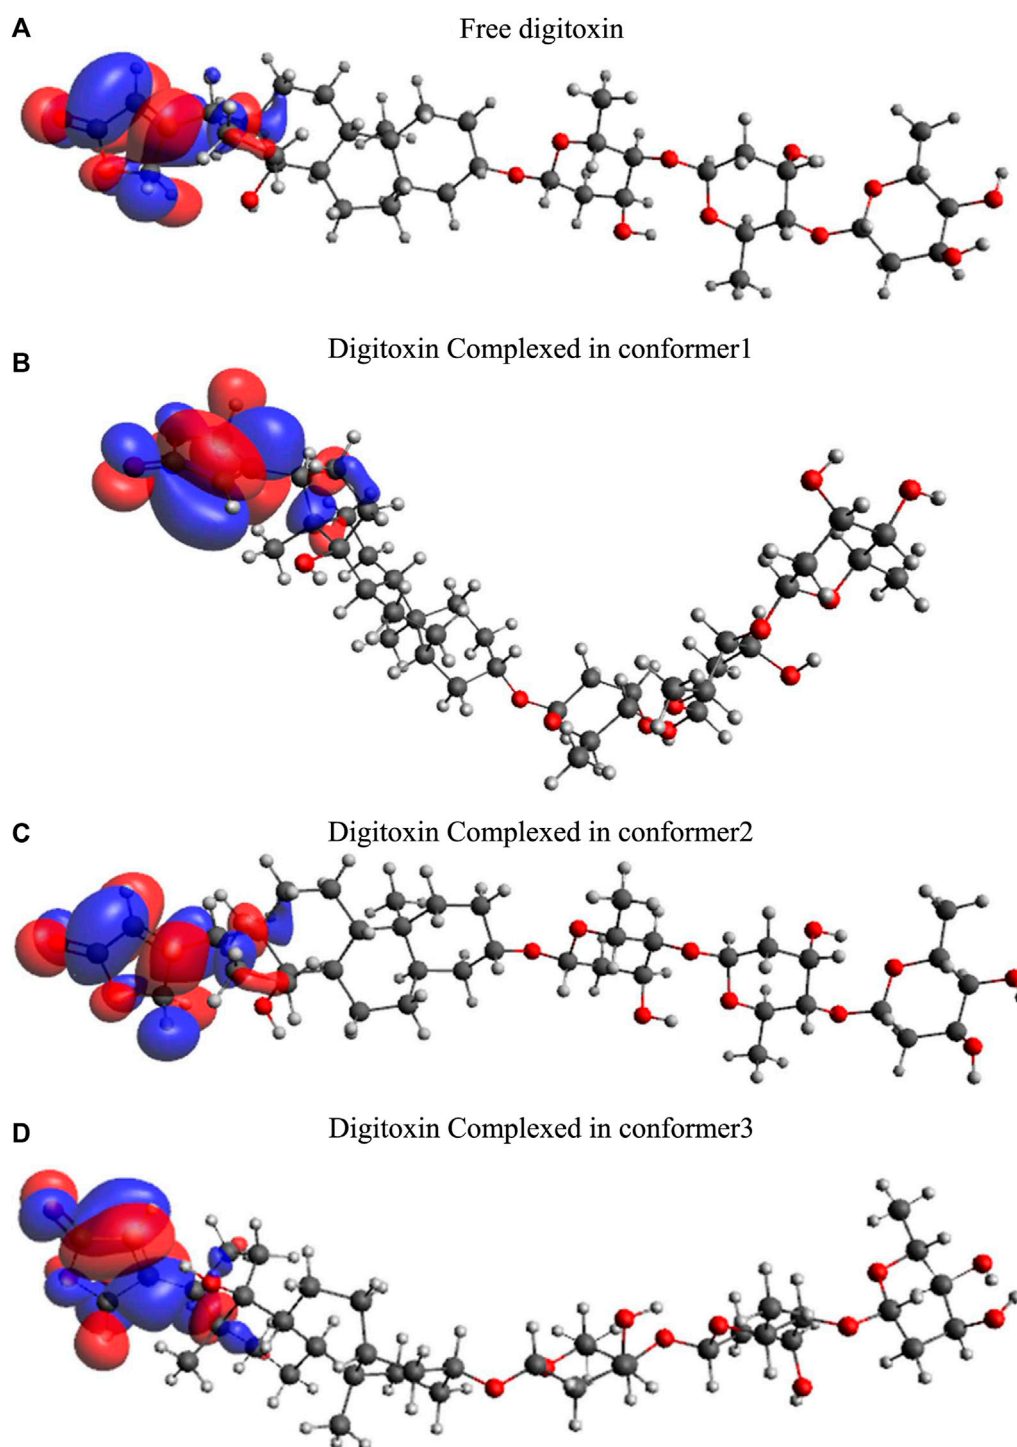 A
Free digitoxin
B
Digitoxin Complexed in conformer1
C
Digitoxin Complexed in conformer2
D
Digitoxin Complexed in conformer3